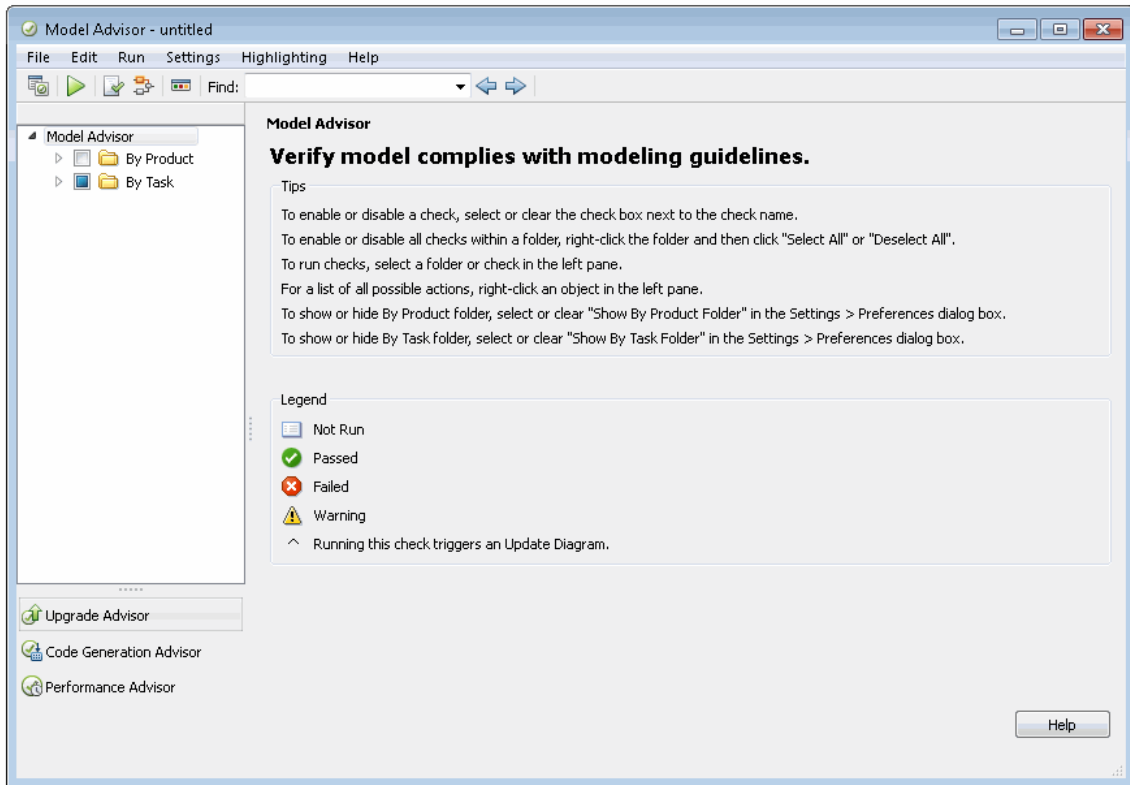 Model Advisor - untitled
File Edit Run Settings Highlighting Help
Find:
Model Advisor
By Product
By Task
Model Advisor
Verify model complies with modeling guidelines.
Tips
To enable or disable a check, select or clear the check box next to the check name.
To enable or disable all checks within a folder, right-click the folder and then click "Select All" or "Deselect All".
To run checks, select a folder or check in the left pane.
For a list of all possible actions, right-click an object in the left pane.
To show or hide By Product folder, select or clear "Show By Product Folder" in the Settings > Preferences dialog box.
To show or hide By Task folder, select or clear "Show By Task Folder" in the Settings > Preferences dialog box.
Legend
Not Run
Passed
Failed
Warning
^ Running this check triggers an Update Diagram.
Upgrade Advisor
Code Generation Advisor
Performance Advisor
Help